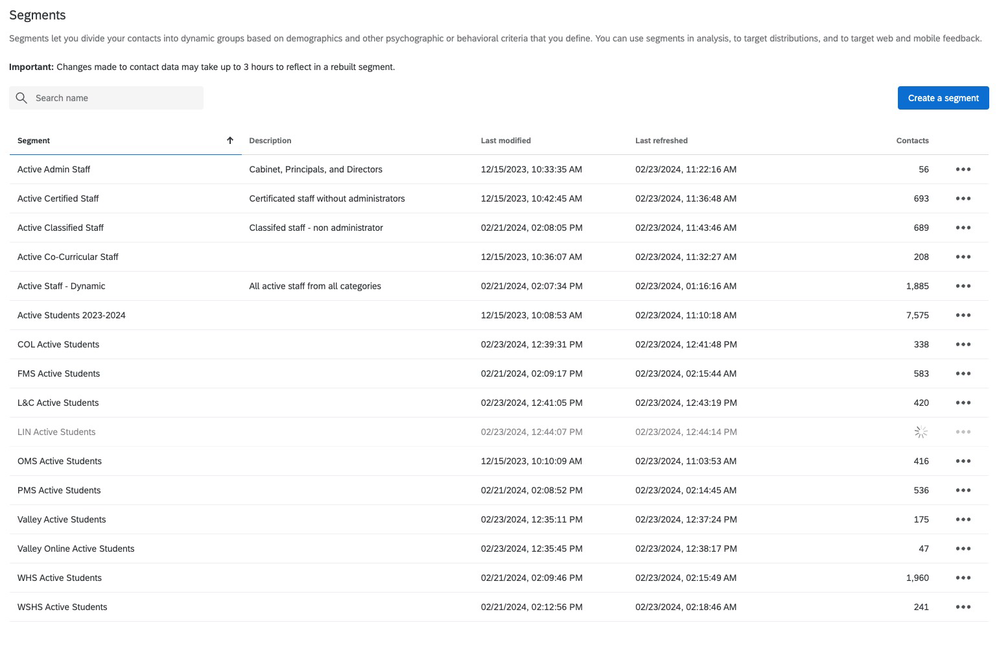 Segments
Segments let you divide your contacts into dynamic groups based on demographics and other psychographic or behavioral criteria that you define. You can use segments in analysis, to target distributions, and to target web and mobile feedback.
Important: Changes made to contact data may take up to 3 hours to reflect in a rebuilt segment.
Search name Create a segment
Segment Description Last modified Last refreshed Contacts
Active Admin Staff Cabinet, Principals, and Directors 12/15/2023, 10:33:35 AM 02/23/2024, 11:22:16 AM 56
Active Certified Staff Certificated staff without administrators 12/15/2023, 10:42:45 AM 02/23/2024, 11:36:48 AM 693
Active Classified Staff Classifed staff - non administrator 02/21/2024, 02:08:05 PM 02/23/2024, 11:43:46 AM 689
Active Co-Curricular Staff 12/15/2023, 10:36:07 AM 02/23/2024, 11:32:27 AM 208
Active Staff - Dynamic All active staff from all categories 02/21/2024, 02:07:34 PM 02/23/2024, 01:16:16 AM 1,885
Active Students 2023-2024 12/15/2023, 10:08:53 AM 02/23/2024, 11:10:18 AM 7,575
COL Active Students 02/23/2024, 12:39:31 PM 02/23/2024, 12:41:48 PM 338
FMS Active Students 02/21/2024, 02:09:17 PM 02/23/2024, 02:15:44 AM 583
L&C Active Students 02/23/2024, 12:41:05 PM 02/23/2024, 12:43:19 PM 420
LIN Active Students 02/23/2024, 12:44:07 PM 02/23/2024, 12:44:14 PM
OMS Active Students 12/15/2023, 10:10:09 AM 02/23/2024, 11:03:53 AM 416
PMS Active Students 02/21/2024, 02:08:52 PM 02/23/2024, 02:14:45 AM 536
Valley Active Students 02/23/2024, 12:35:11 PM 02/23/2024, 12:37:24 PM 175
Valley Online Active Students 02/23/2024, 12:35:45 PM 02/23/2024, 12:38:17 PM 47
WHS Active Students 02/21/2024, 02:09:46 PM 02/23/2024, 02:15:49 AM 1,960
WSHS Active Students 02/21/2024, 02:12:56 PM 02/23/2024, 02:18:46 AM 241